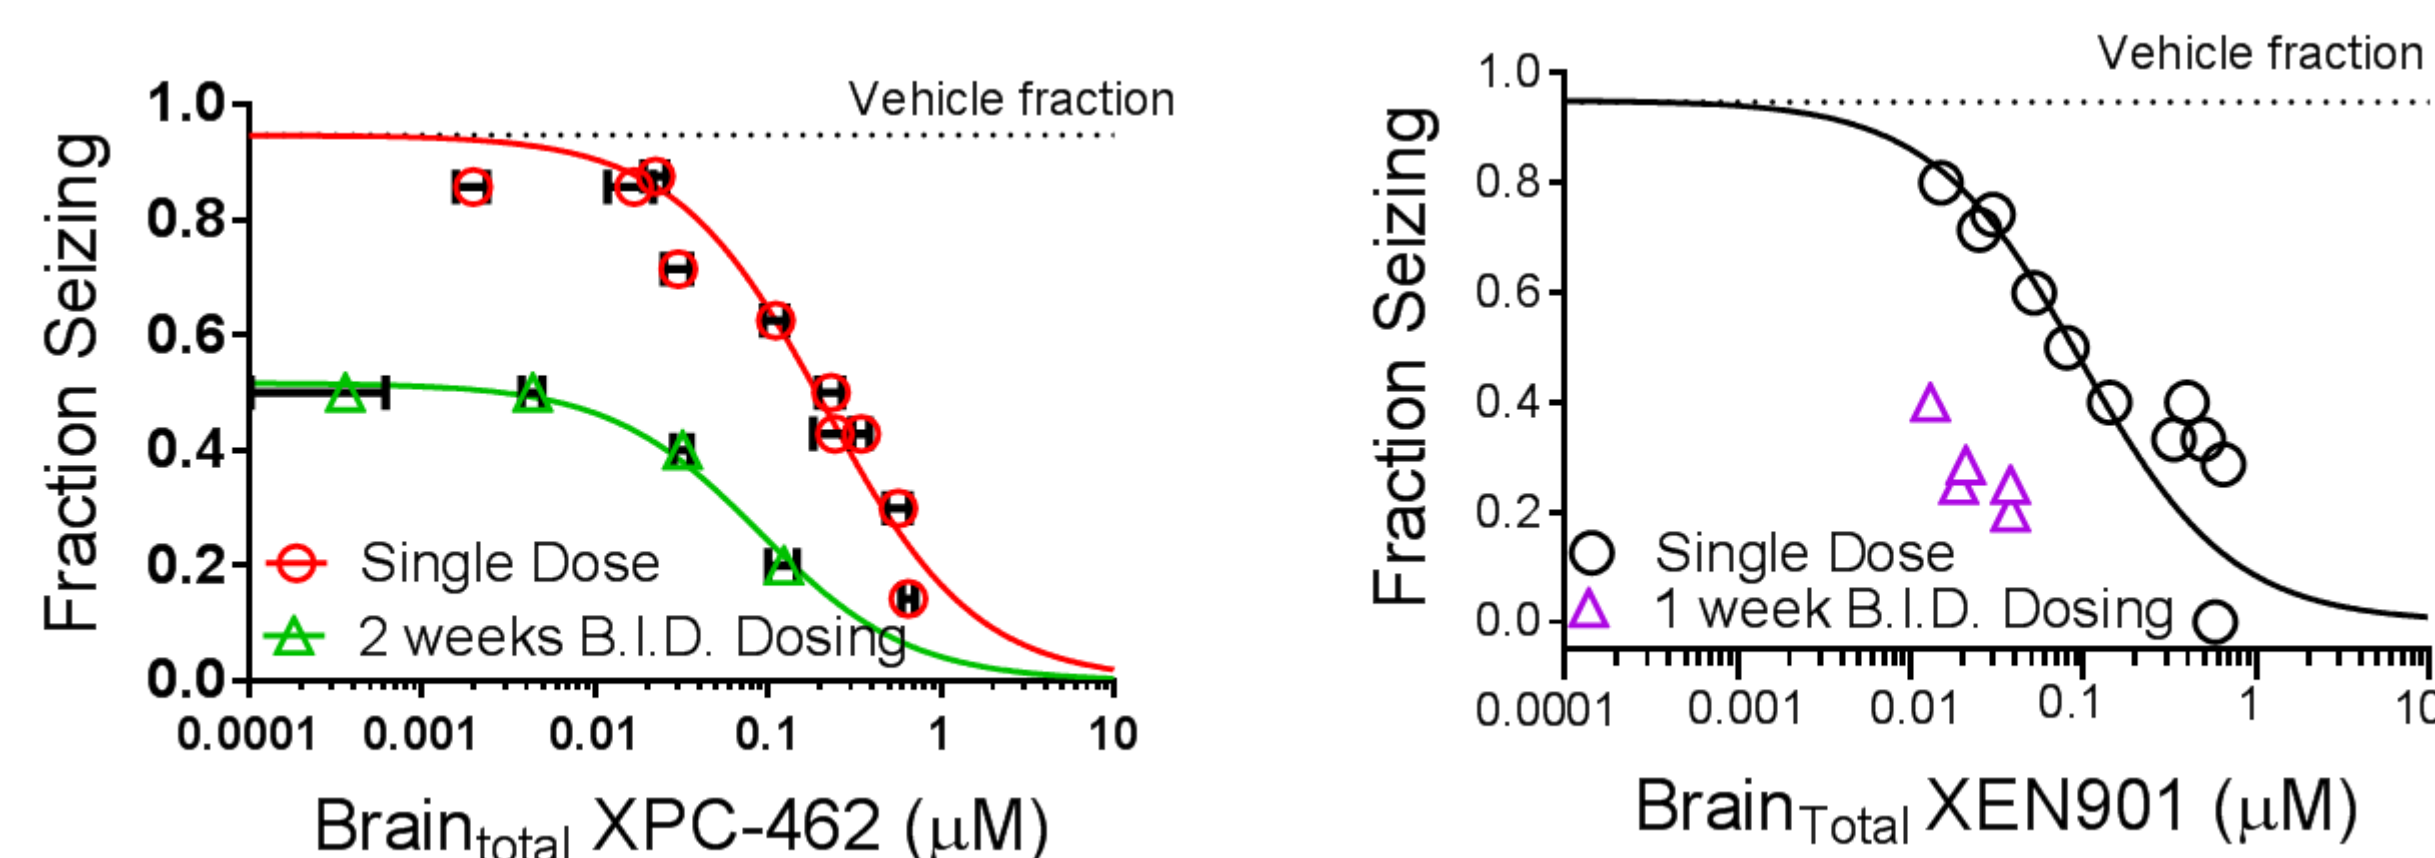 Vehicle fraction
Fraction Seizing
1.0
0.8
0.6
0.4
0.2
0.0
Single Dose
2 weeks B.I.D. Dosing
0.0001 0.001 0.01 0.1 1 10
Braintotal XPC-462 (μM)
Vehicle fraction
Fraction Seizing
1.0
0.8
0.6
0.4
0.2
0.0
Single Dose
1 week B.I.D. Dosing
0.0001 0.001 0.01 0.1 1 10
BrainTotal XEN901 (μM)